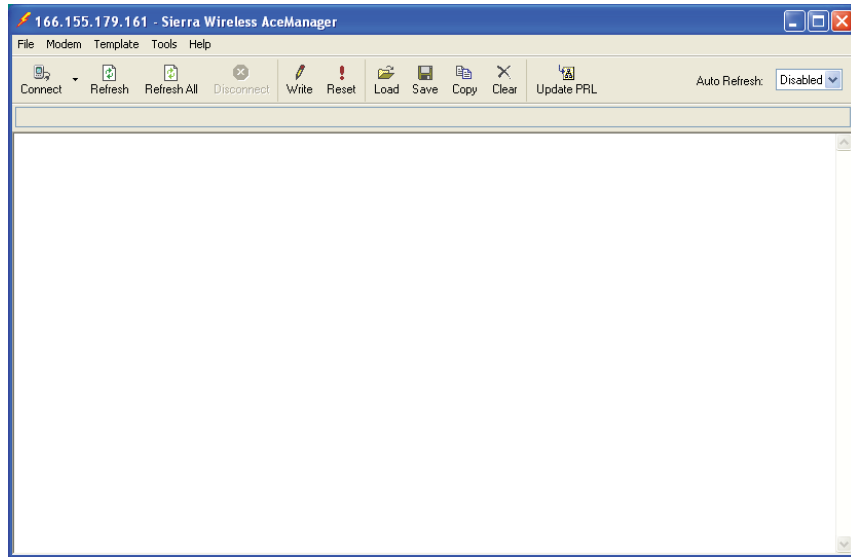 166.155.179.161 - Sierra Wireless AceManager
File Modem Template Tools Help
Connect Refresh Refresh All Disconnect Write Reset Load Save Copy Clear Update PRL Auto Refresh: Disabled